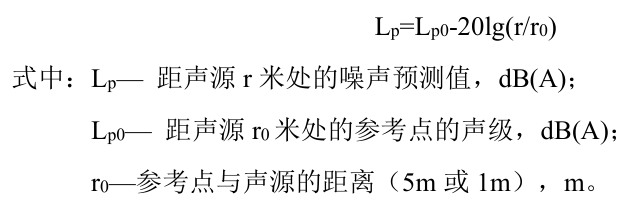 Lp=Lp0-20lg(r/r0)
式中：Lp— 距声源 r 米处的噪声预测值，dB(A)；
Lp0— 距声源 r0 米处的参考点的声级，dB(A)；
r0—参考点与声源的距离（5m 或 1m），m。